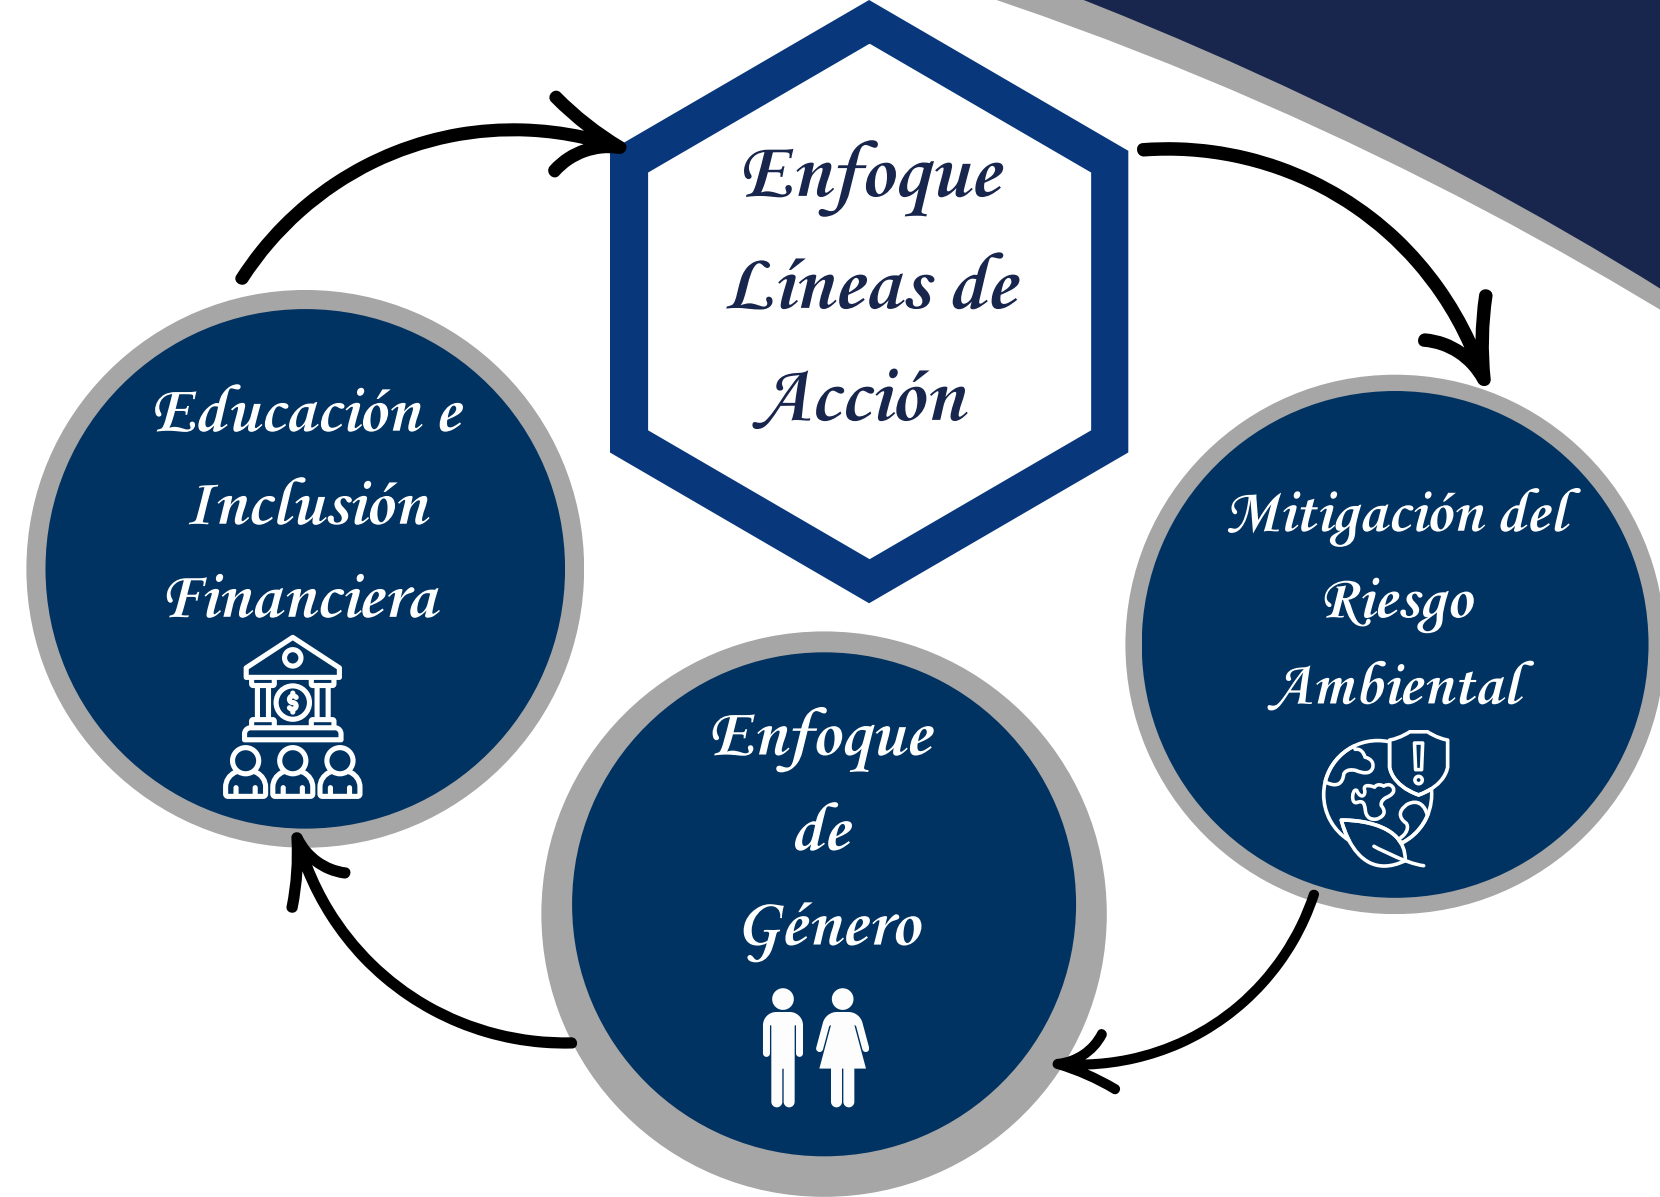 Enfoque
Líneas de
Acción
Educación e
Inclusión
Financiera
$
Mitigación del
Riesgo
Ambiental
!
Enfoque
de
Género